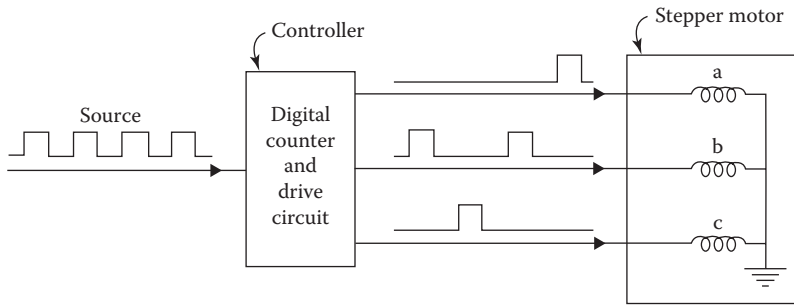 Stepper motor
Controller
Source
Digital
counter
and
drive
circuit
a
b
c